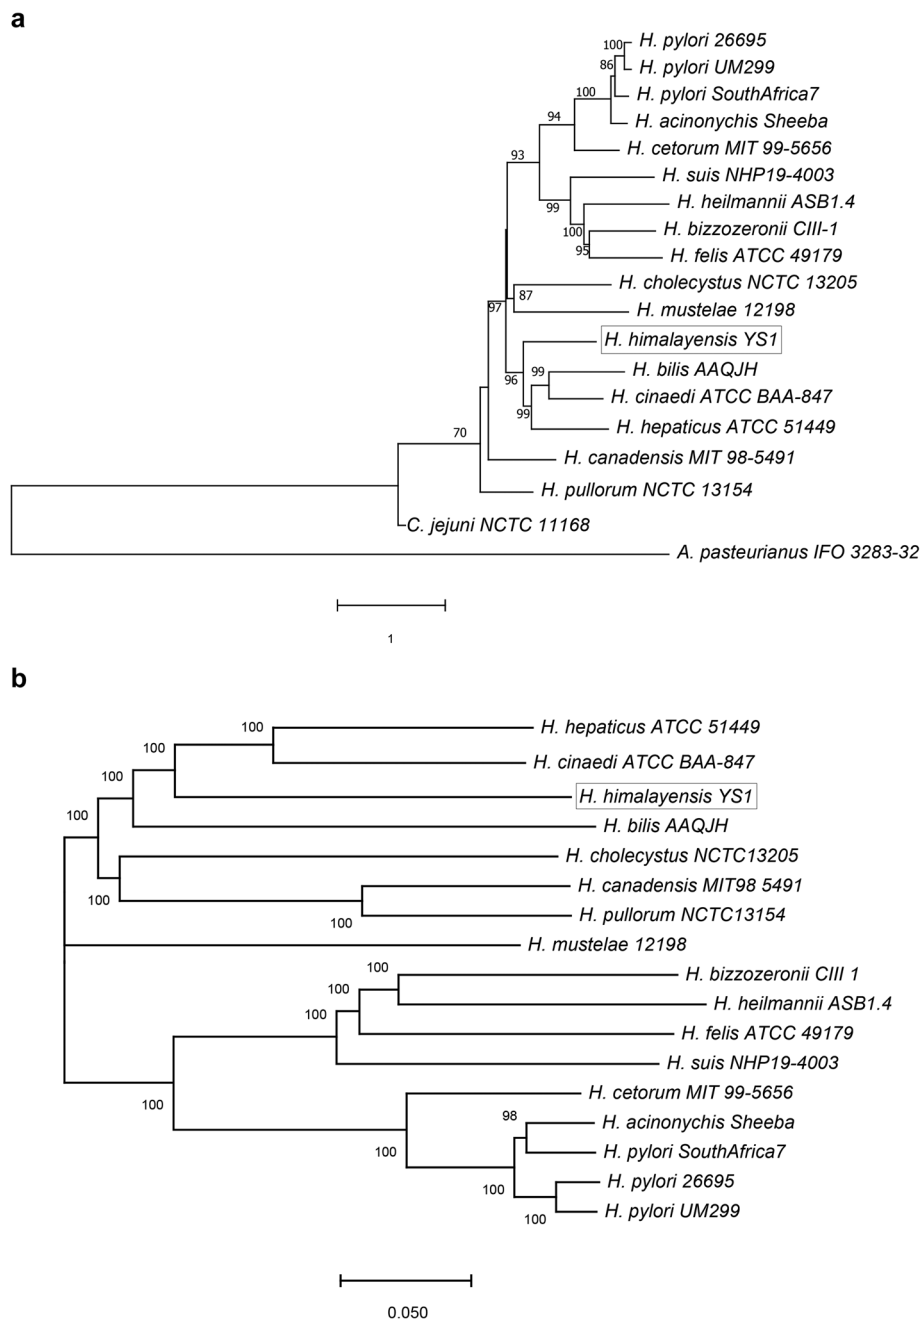 a
100
H. pylori 26695
86
H. pylori UM299
100
H. pylori SouthAfrica7
94
H. acinonychis Sheeba
93
H. cetorum MIT 99-5656
H. suis NHP19-4003
99
H. heilmannii ASB1.4
100
H. bizzozeronii CIII-1
95
H. felis ATCC 49179
H. cholecystus NCTC 13205
87
97
H. mustelae 12198
H. himalayensis YS1
96
99
H. bilis AAQJH
H. cinaedi ATCC BAA-847
99
H. hepaticus ATCC 51449
70
H. canadensis MIT 98-5491
H. pullorum NCTC 13154
C. jejuni NCTC 11168
A. pasteurianus IFO 3283-32
1
b
100
H. hepaticus ATCC 51449
100
H. cinaedi ATCC BAA-847
100
H. himalayensis YS1
100
H. bilis AAQJH
H. cholecystus NCTC13205
100
H. canadensis MIT98 5491
100
H. pullorum NCTC13154
H. mustelae 12198
100
H. bizzozeronii CIII 1
100
H. heilmannii ASB1.4
100
H. felis ATCC 49179
H. suis NHP19-4003
100
H. cetorum MIT 99-5656
98
H. acinonychis Sheeba
100
H. pylori SouthAfrica7
100
H. pylori 26695
100
H. pylori UM299
0.050